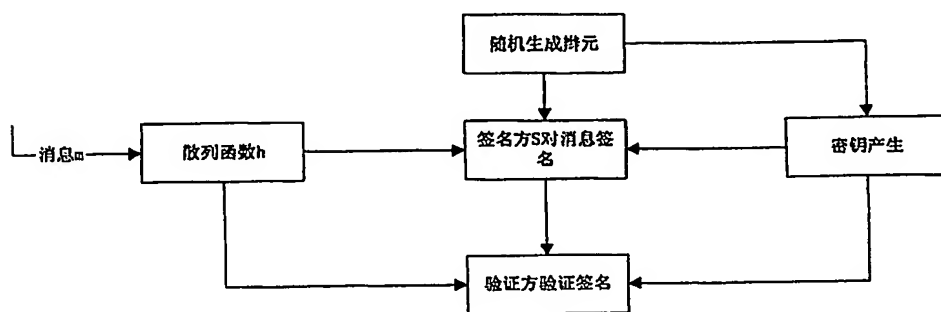 随机生成辫元
消息m
散列函数h
签名方S对消息签
名
密钥产生
验证方验证签名